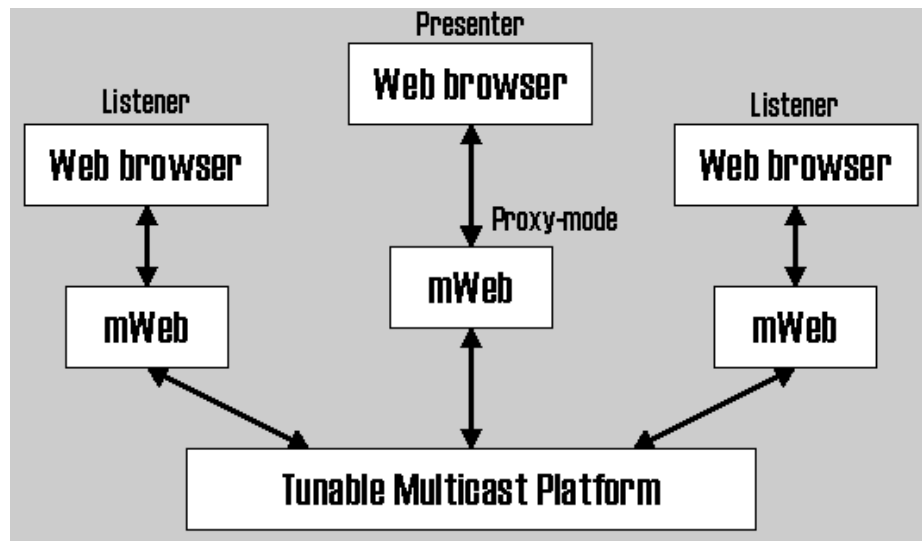 Presenter
Web browser
Listener
Web browser
Listener
Web browser
Proxy-mode
mWeb
mWeb
mWeb
Tunable Multicast Platform